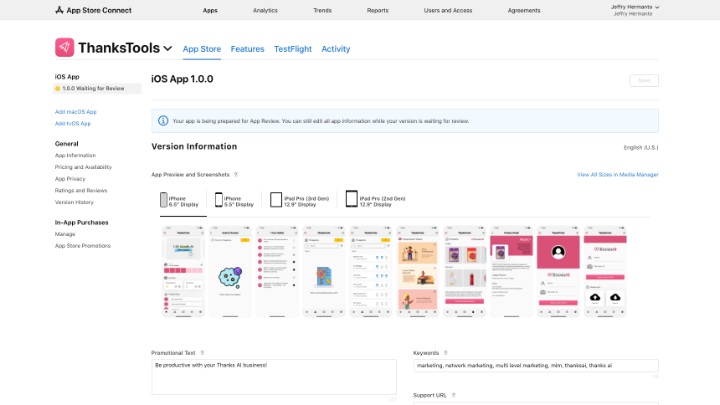 App Store Connect
Apps
Analytics
Trends
Reports
Users and Access
Agreements
Jeffry Hermanto
Jeffry Hermanto
ThanksTools
App Store
Features
TestFlight
Activity
iOS App
1.0.0 Waiting for Review
Add macOS App
Add tvOS App
General
App Information
Pricing and Availability
App Privacy
Ratings and Reviews
Version History
In-App Purchases
Manage
App Store Promotions
iOS App 1.0.0
Save
Your app is being prepared for App Review. You can still edit all app information while your version is waiting for review.
Version Information
English (U.S.)
App Preview and Screenshots ?
View All Sizes in Media Manager
iPhone
6.5" Display
iPhone
5.5" Display
iPad Pro (3rd Gen)
12.9" Display
iPad Pro (2nd Gen)
12.9" Display
Promotional Text ?
Be productive with your Thanks AI business!
Keywords ?
marketing, network marketing, multi level marketing, mlm, thanksai, thanks ai
Support URL ?